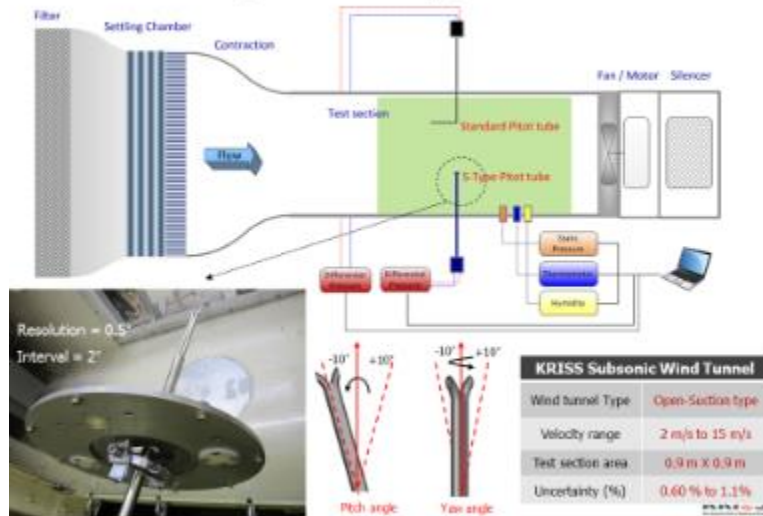 Filter
Settling Chamber
Contraction
Fan / Motor
Silencer
Test section
Standard Pitot tube
Flow
S-Type Pitot tube
Static
Pressure
Differential
Pressure
Differential
Pressure
Thermometer
Humidity
Resolution = 0.5°
Interval = 2°
-10°
+10°
-10°
+10°
Pitch angle
Yaw angle
KRISS Subsonic Wind Tunnel
Wind tunnel Type
Open-Suction type
Velocity range
2 m/s to 15 m/s
Test section area
0.9 m X 0.9 m
Uncertainty (%)
0.60 % to 1.1%